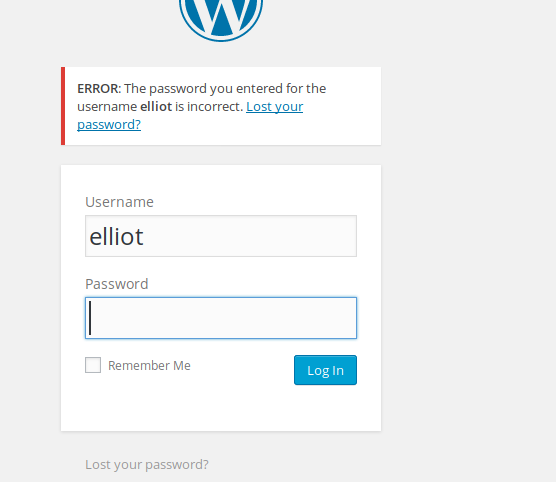 ERROR: The password you entered for the
username elliot is incorrect. Lost your
password?
Username
elliot
Password
Remember Me
Log In
Lost your password?